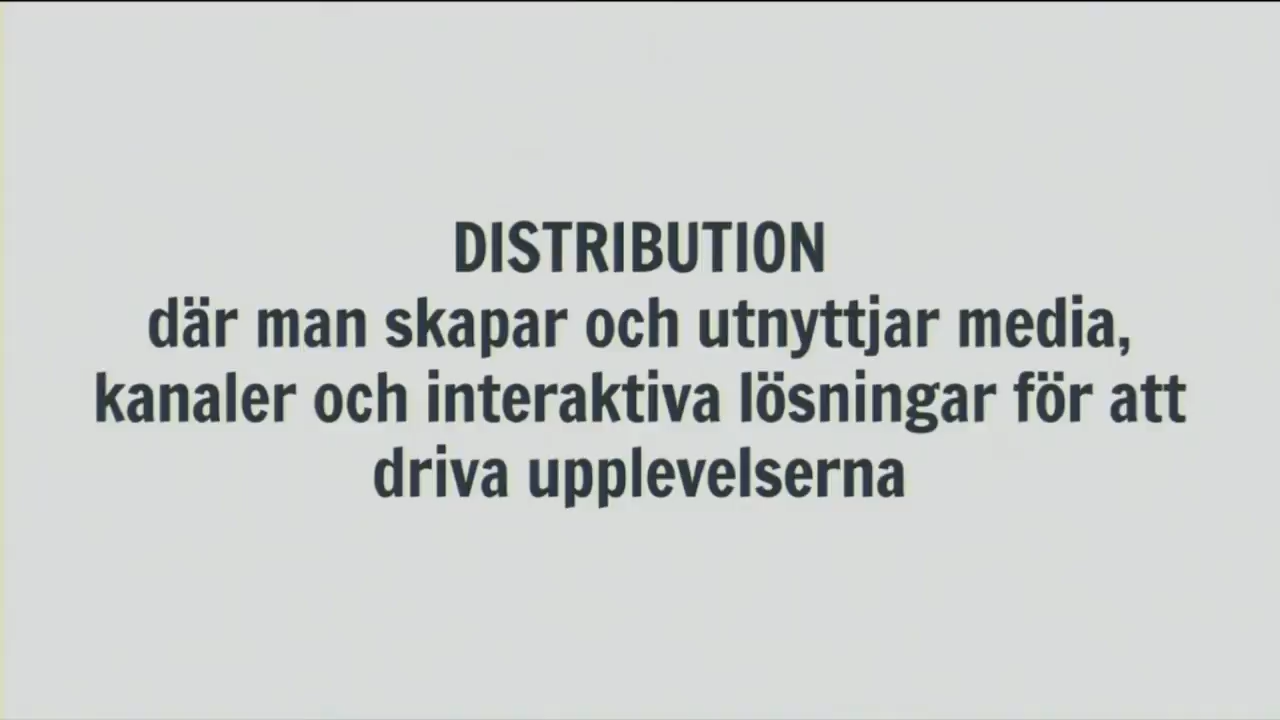 DISTRIBUTION
där man skapar och utnyttjar media,
kanaler och interaktiva lösningar för att
driva upplevelserna